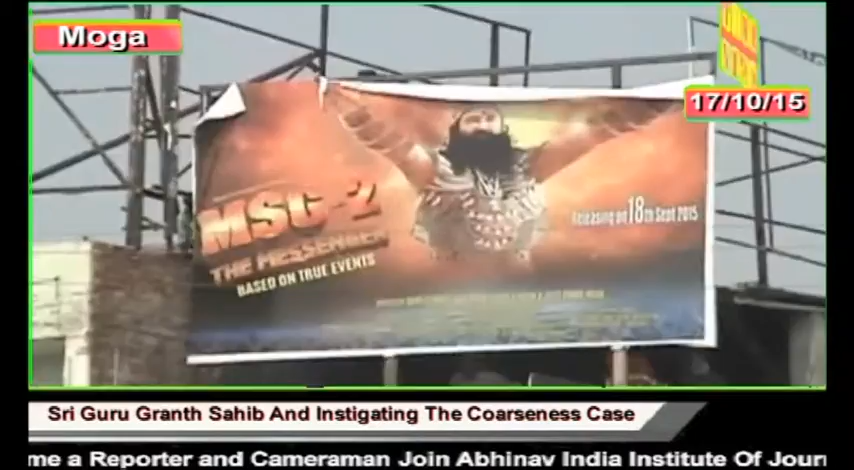 Moga
17/10/15
MSG-2
THE MESSENGER
BASED ON TRUE EVENTS
Releasing on 18th Sept 2015
Sri Guru Granth Sahib And Instigating The Coarseness Case
me a Reporter and Cameraman Join Abhinav India Institute Of Jour